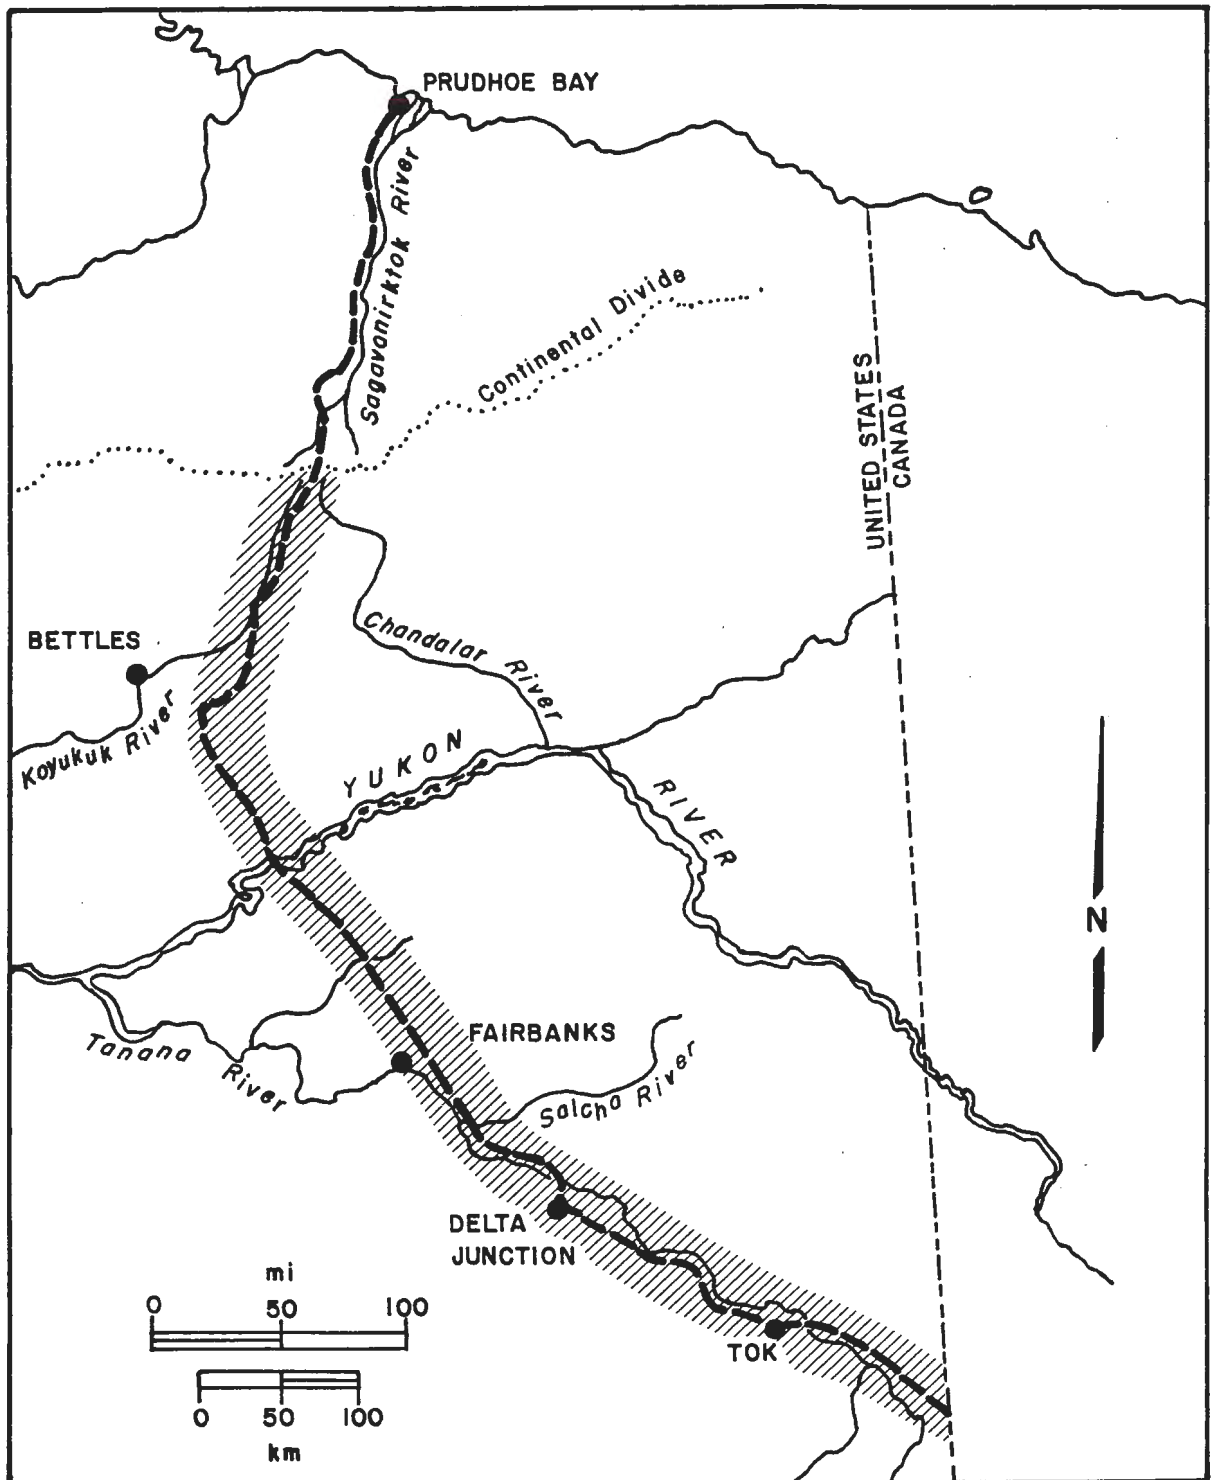 PRUDHOE BAY
Sagavanirktok River
Continental Divide
UNITED STATES
CANADA
BETTLES
Koyukuk River
Chandalar River
YUKON
RIVER
N
Tanana River
FAIRBANKS
Salcha River
DELTA
JUNCTION
TOK
mi
0 50 100
0 50 100
km